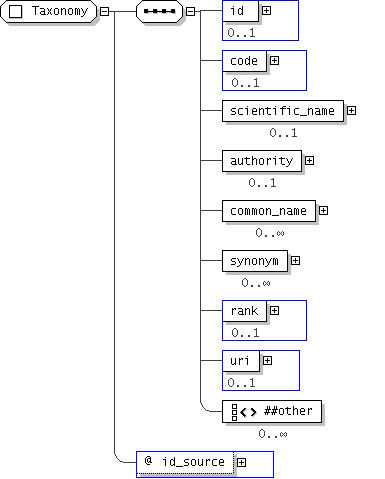 Taxonomy
id
0..1
code
0..1
scientific_name
0..1
authority
0..1
common_name
0..∞
synonym
0..∞
rank
0..1
uri
0..1
##other
0..∞
@ id_source